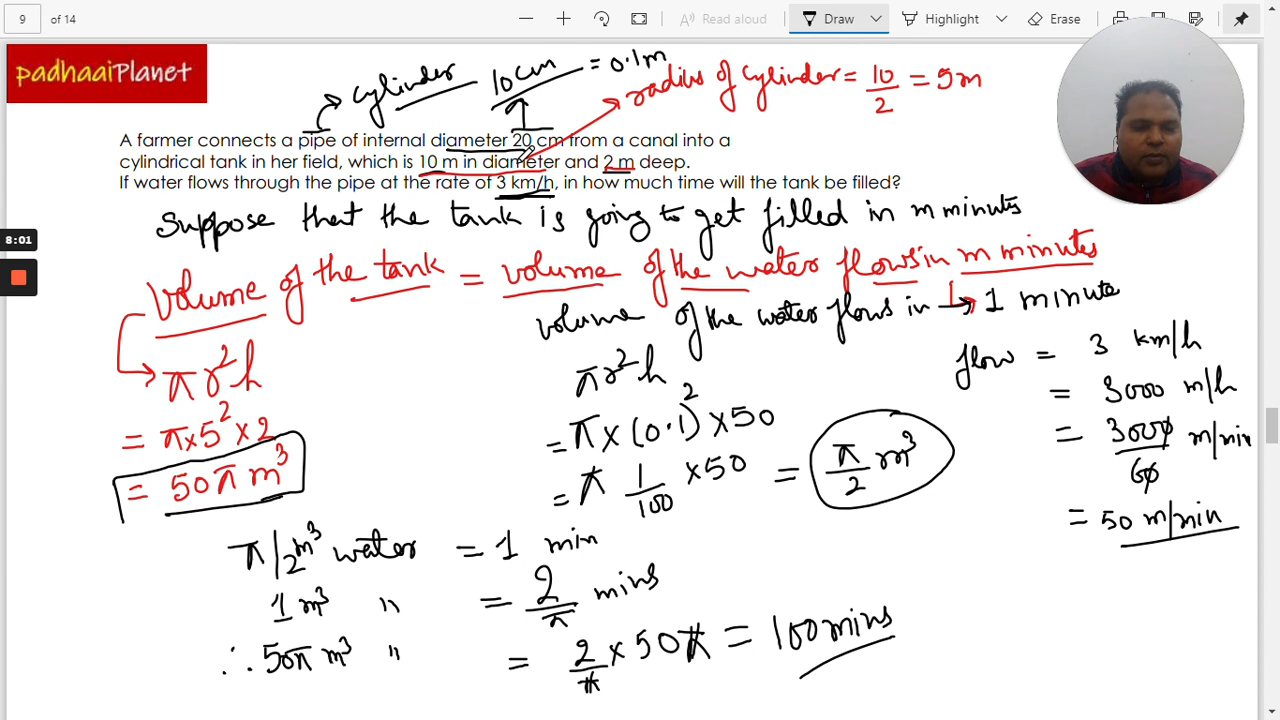 9 of 14
Read aloud
Draw
Highlight
Erase
padhaaiPlanet
cylinder 10 cm = 0.1m
radius of cylinder = 10/2 = 5m
A farmer connects a pipe of internal diameter 20 cm from a canal into a
cylindrical tank in her field, which is 10 m in diameter and 2 m deep.
If water flows through the pipe at the rate of 3 km/h, in how much time will the tank be filled?
8:01
Suppose that the tank is going to get filled in m minutes
volume of the tank = volume of the water flows in m minutes
volume of the water flows in → 1 minute
πr²h
= π×5²×2
= 50π m³
πr²h
= π×(0.1)²×50
= π 1/100 ×50 = π/2 m³
flow = 3 km/h
= 3000 m/h
= 3000/60 m/min
= 50 m/min
π/2 m³ water = 1 min
1 m³ " = 2/π mins
∴ 50π m³ " = 2/π × 50π = 100 mins